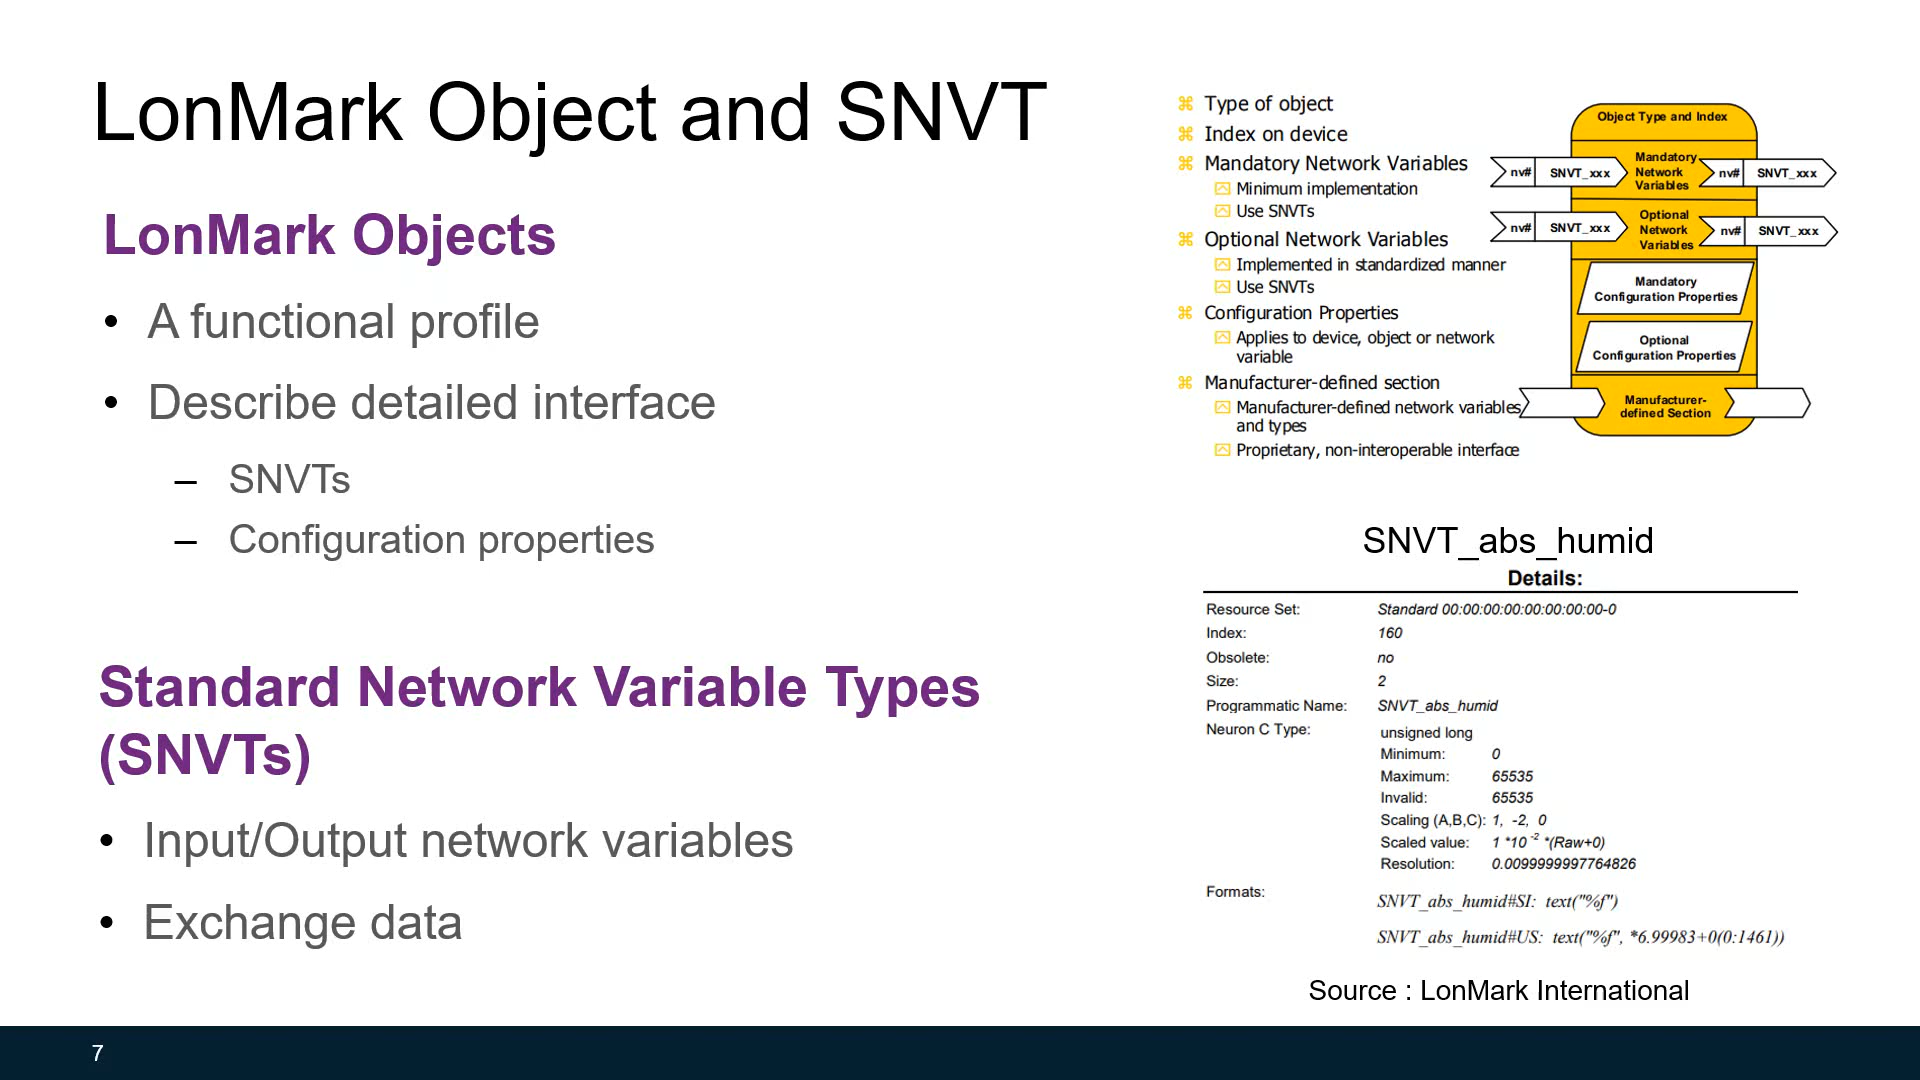 LonMark Object and SNVT
LonMark Objects
• A functional profile
• Describe detailed interface
– SNVTs
– Configuration properties
Standard Network Variable Types
(SNVTs)
• Input/Output network variables
• Exchange data
Type of object
Index on device
Mandatory Network Variables
Minimum implementation
Use SNVTs
Optional Network Variables
Implemented in standardized manner
Use SNVTs
Configuration Properties
Applies to device, object or network
variable
Manufacturer-defined section
Manufacturer-defined network variables
and types
Proprietary, non-interoperable interface
Object Type and Index
nv# SNVT_xxx
Mandatory
Network
Variables
nv# SNVT_xxx
nv# SNVT_xxx
Optional
Network
Variables
nv# SNVT_xxx
Mandatory
Configuration Properties
Optional
Configuration Properties
Manufacturer-
defined Section
SNVT_abs_humid
Details:
Resource Set: Standard 00:00:00:00:00:00:00:00-0
Index: 160
Obsolete: no
Size: 2
Programmatic Name: SNVT_abs_humid
Neuron C Type: unsigned long
Minimum: 0
Maximum: 65535
Invalid: 65535
Scaling (A,B,C): 1, -2, 0
Scaled value: 1 *10 -2 *(Raw+0)
Resolution: 0.0099999997764826
Formats: SNVT_abs_humid#SI: text("%f")
SNVT_abs_humid#US: text("%f", *6.99983+0(0:1461))
Source : LonMark International
7